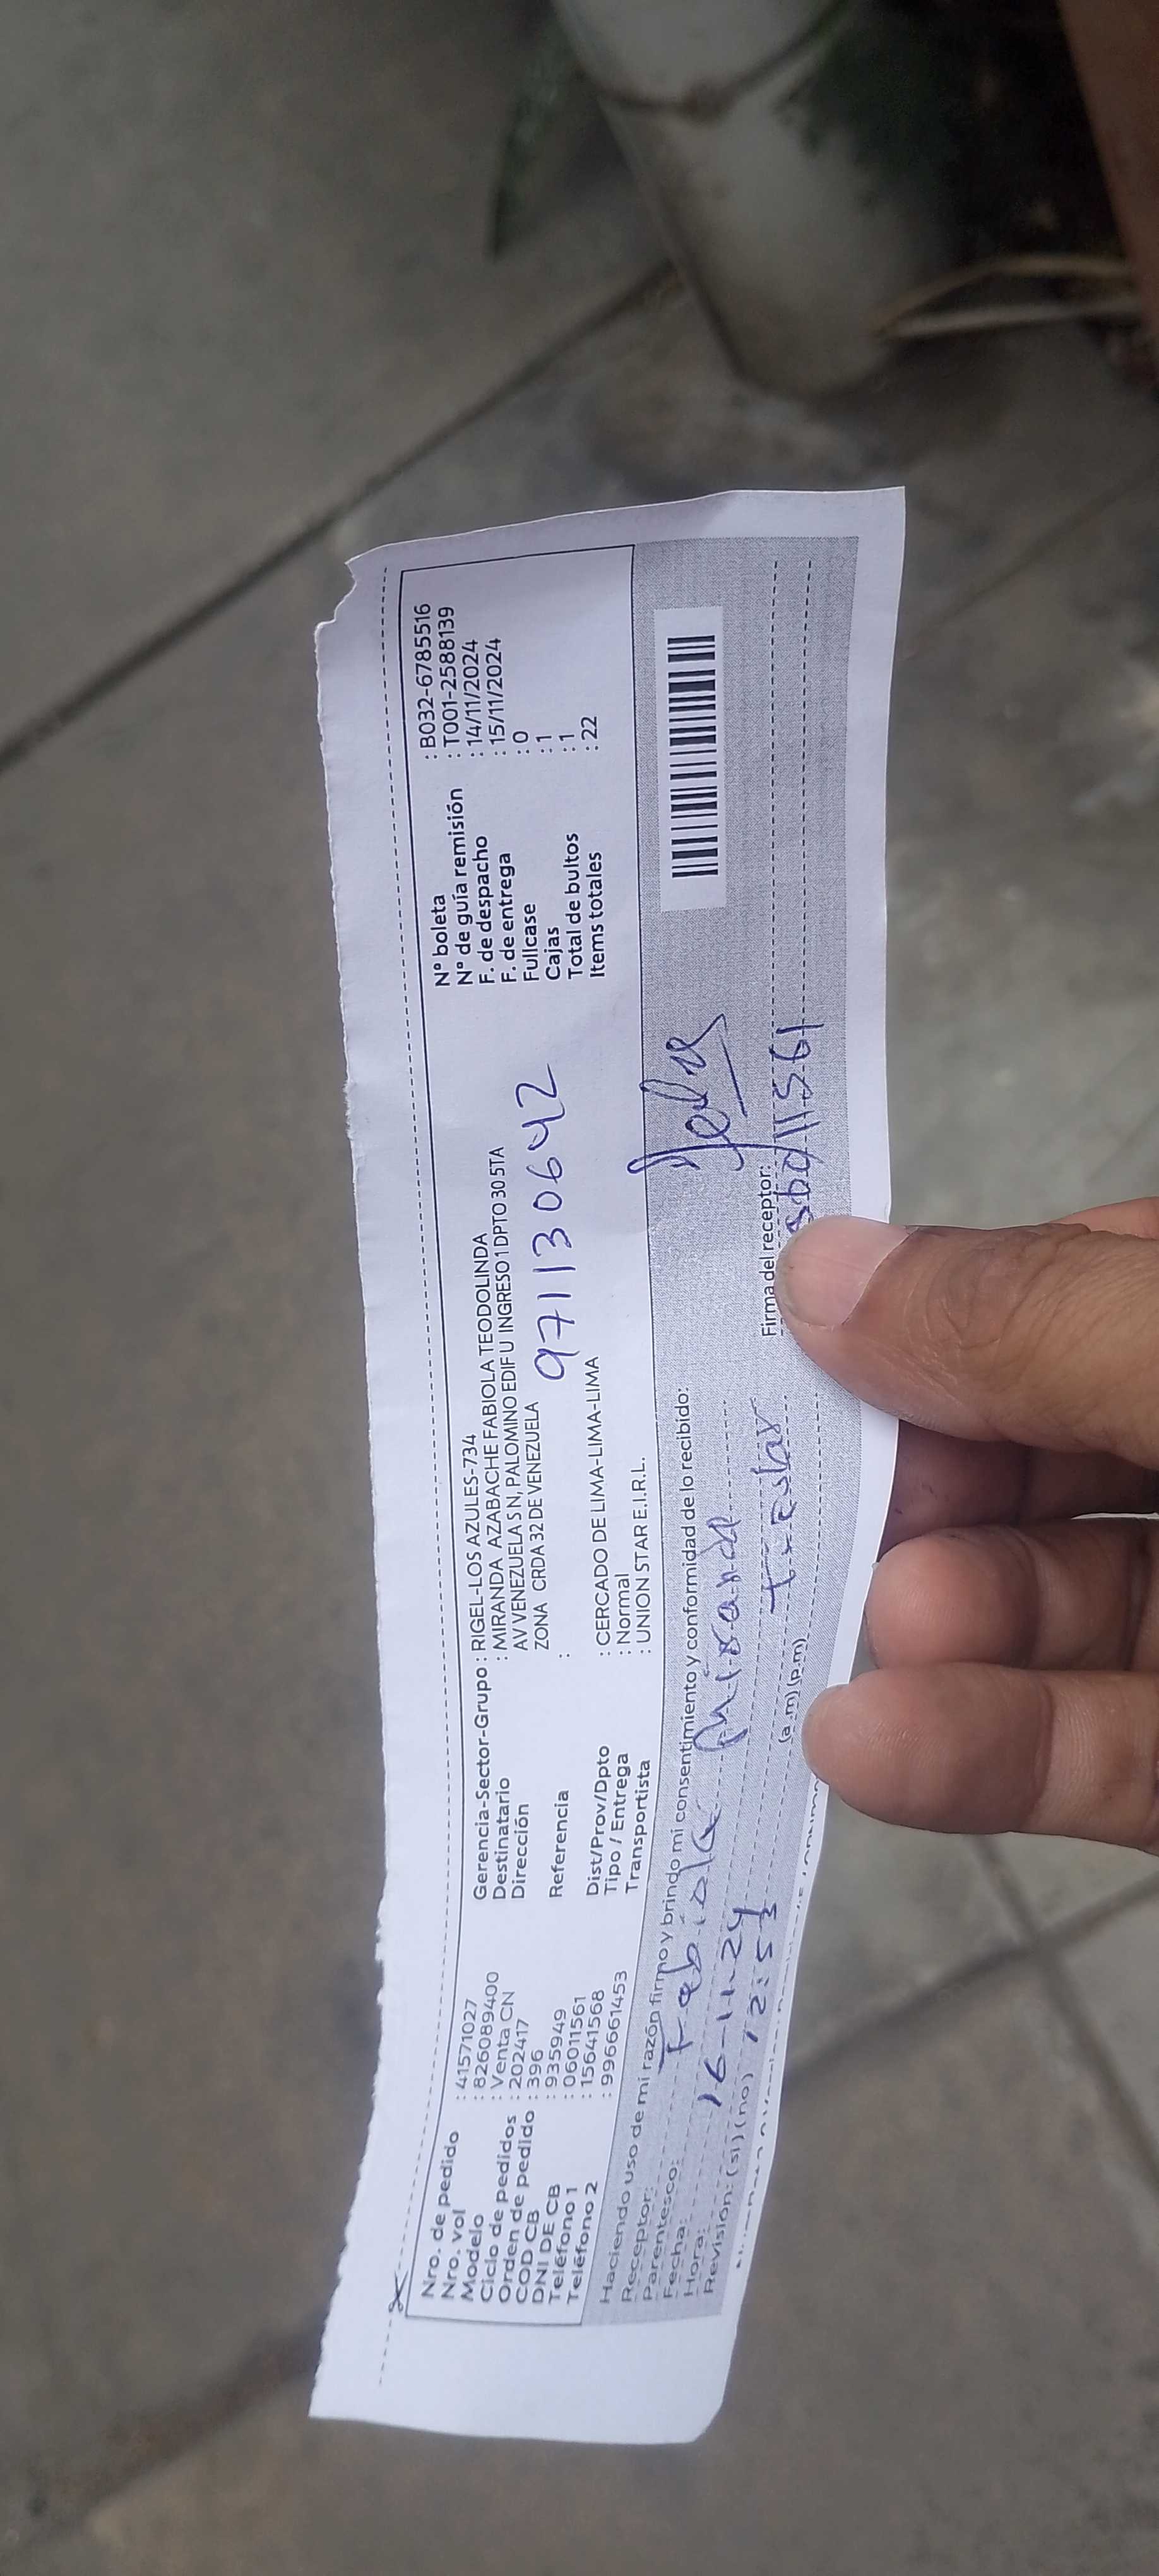 Nro. de pedido : 41571027
Nro. vol : 826089400
Modelo : Venta CN
Ciclo de pedidos : 202417
Orden de pedido : 396
COD CB : 935949
DNI DE CB : 06011561
Teléfono 1 : 15641568
Teléfono 2 : 996661453
Gerencia-Sector-Grupo : RIGEL-LOS AZULES-734
Destinatario : MIRANDA AZABACHE FABIOLA TEODOLINDA
Dirección AV VENEZUELA S N, PALOMINO EDIF U INGRESO 1 DPTO 30 5TA
ZONA CRDA 32 DE VENEZUELA
Referencia :
971130642
Dist/Prov/Dpto : CERCADO DE LIMA-LIMA-LIMA
Tipo / Entrega : Normal
Transportista : UNION STAR E.I.R.L.
N° boleta : B032-6785516
N° de guía remisión : T001-2588139
F. de despacho : 14/11/2024
F. de entrega : 15/11/2024
Fullcase : 0
Cajas : 1
Total de bultos : 1
Items totales : 22
Haciendo uso de mi razón firmo y brindo mi consentimiento y conformidad de lo recibido:
Receptor: Fabiola Miranda
Parentesco: Titular
Fecha: 16-11-24
Hora: 12:53 (a.m) (p.m)
Revisión: (si) (no)
Firma del receptor:
11561